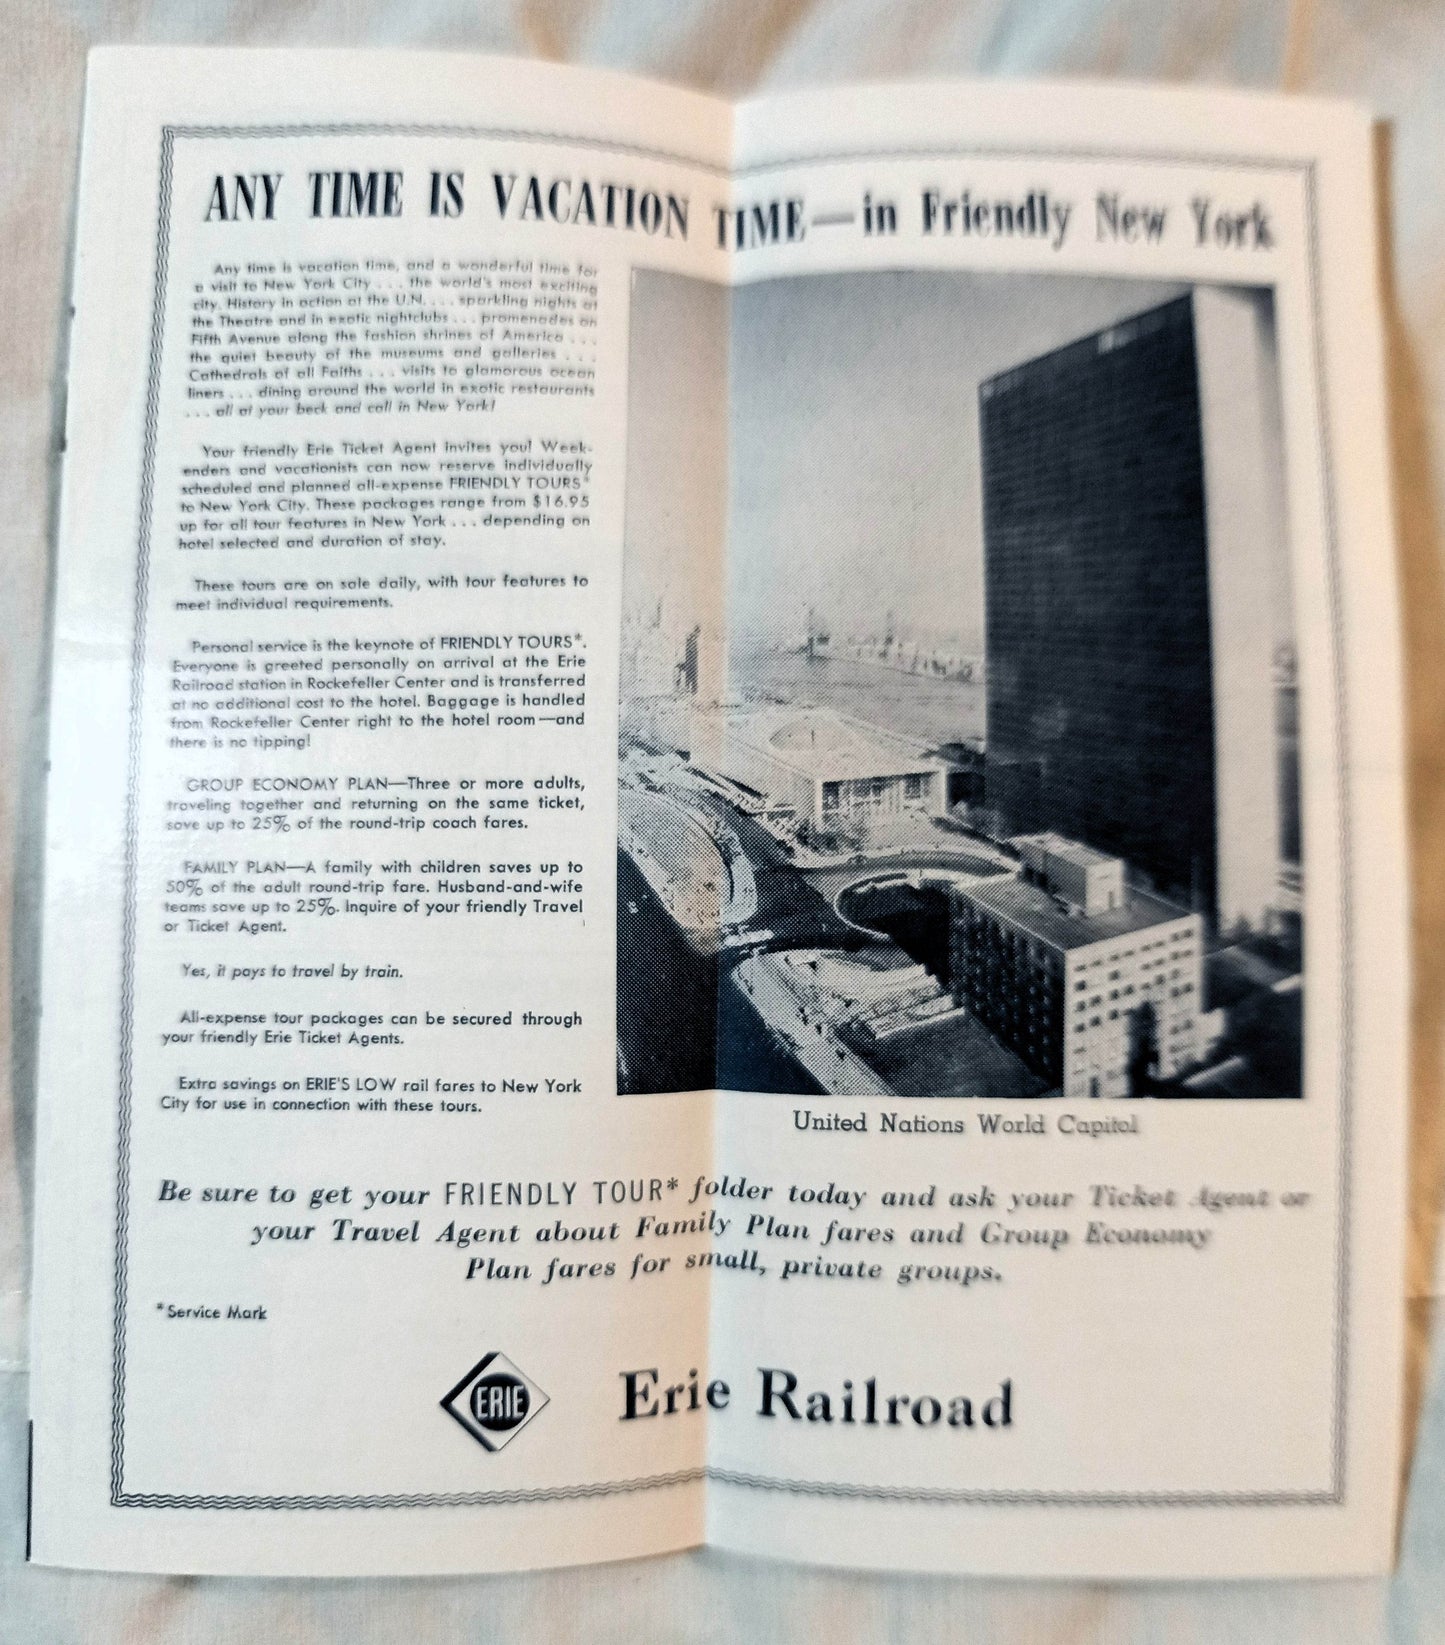 ANY TIME IS VACATION TIME—in Friendly New York
Any time is vacation time, and a wonderful time for
a visit to New York City . . . the world's most exciting
city. History in action at the U.N. . . . sparkling nights at
the Theatre and in exotic nightclubs . . . promenades on
Fifth Avenue along the fashion shrines of America . . .
the quiet beauty of the museums and galleries . . .
Cathedrals of all Faiths . . . visits to glamorous ocean
liners . . . dining around the world in exotic restaurants
. . . all at your beck and call in New York!
Your friendly Erie Ticket Agent invites you! Week-
enders and vacationists can now reserve individually
scheduled and planned all-expense FRIENDLY TOURS*
to New York City. These packages range from $16.95
up for all tour features in New York . . . depending on
hotel selected and duration of stay.
These tours are on sale daily, with tour features to
meet individual requirements.
Personal service is the keynote of FRIENDLY TOURS*.
Everyone is greeted personally on arrival at the Erie
Railroad station in Rockefeller Center and is transferred
at no additional cost to the hotel. Baggage is handled
from Rockefeller Center right to the hotel room—and
there is no tipping!
GROUP ECONOMY PLAN—Three or more adults,
traveling together and returning on the same ticket,
save up to 25% of the round-trip coach fares.
FAMILY PLAN—A family with children saves up to
50% of the adult round-trip fare. Husband-and-wife
teams save up to 25%. Inquire of your friendly Travel
or Ticket Agent.
Yes, it pays to travel by train.
All-expense tour packages can be secured through
your friendly Erie Ticket Agents.
Extra savings on ERIE'S LOW rail fares to New York
City for use in connection with these tours.
United Nations World Capitol
Be sure to get your FRIENDLY TOUR* folder today and ask your Ticket Agent or
your Travel Agent about Family Plan fares and Group Economy
Plan fares for small, private groups.
*Service Mark
ERIE
Erie Railroad